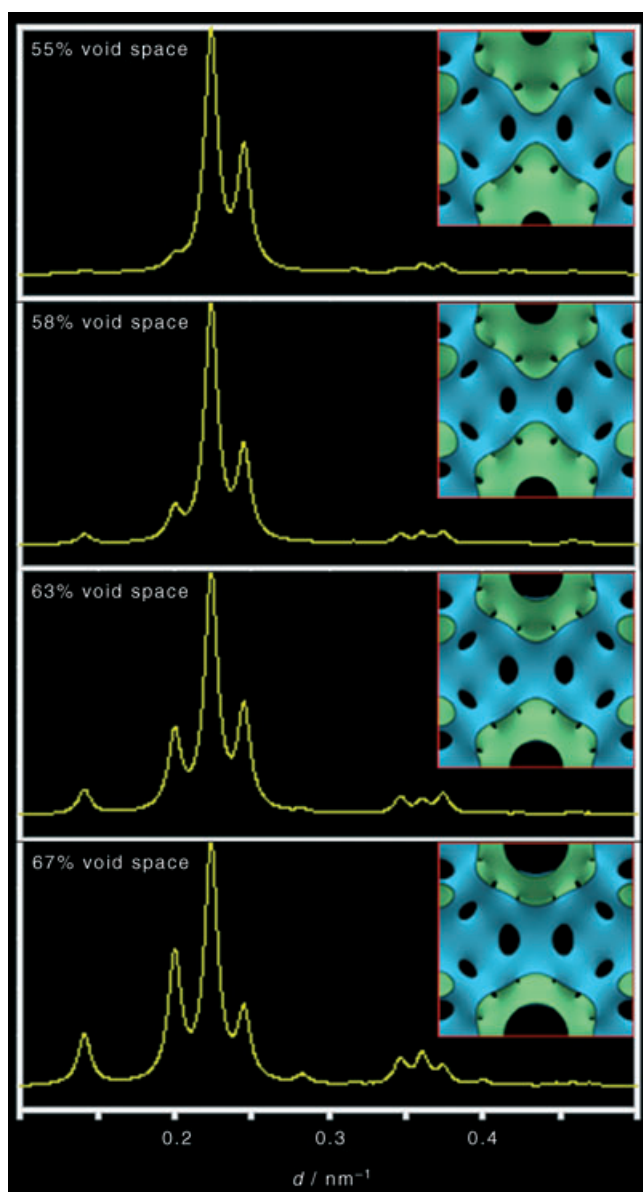 55% void space
58% void space
63% void space
67% void space
0.2 0.3 0.4
d / nm⁻¹